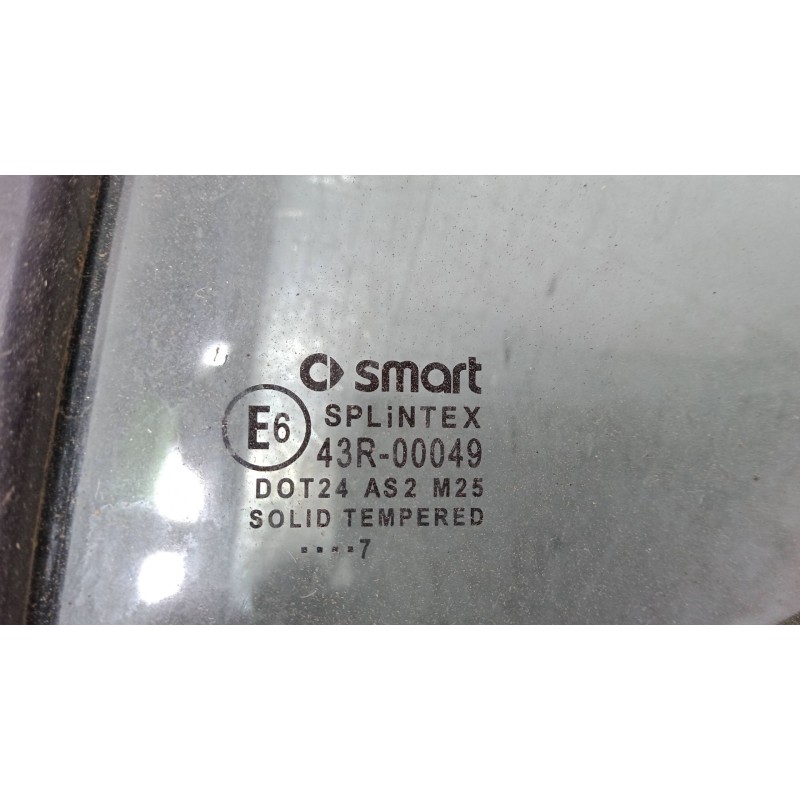 smart
E6
SPLiNTEX
43R-00049
DOT24 AS2 M25
SOLID TEMPERED
....7